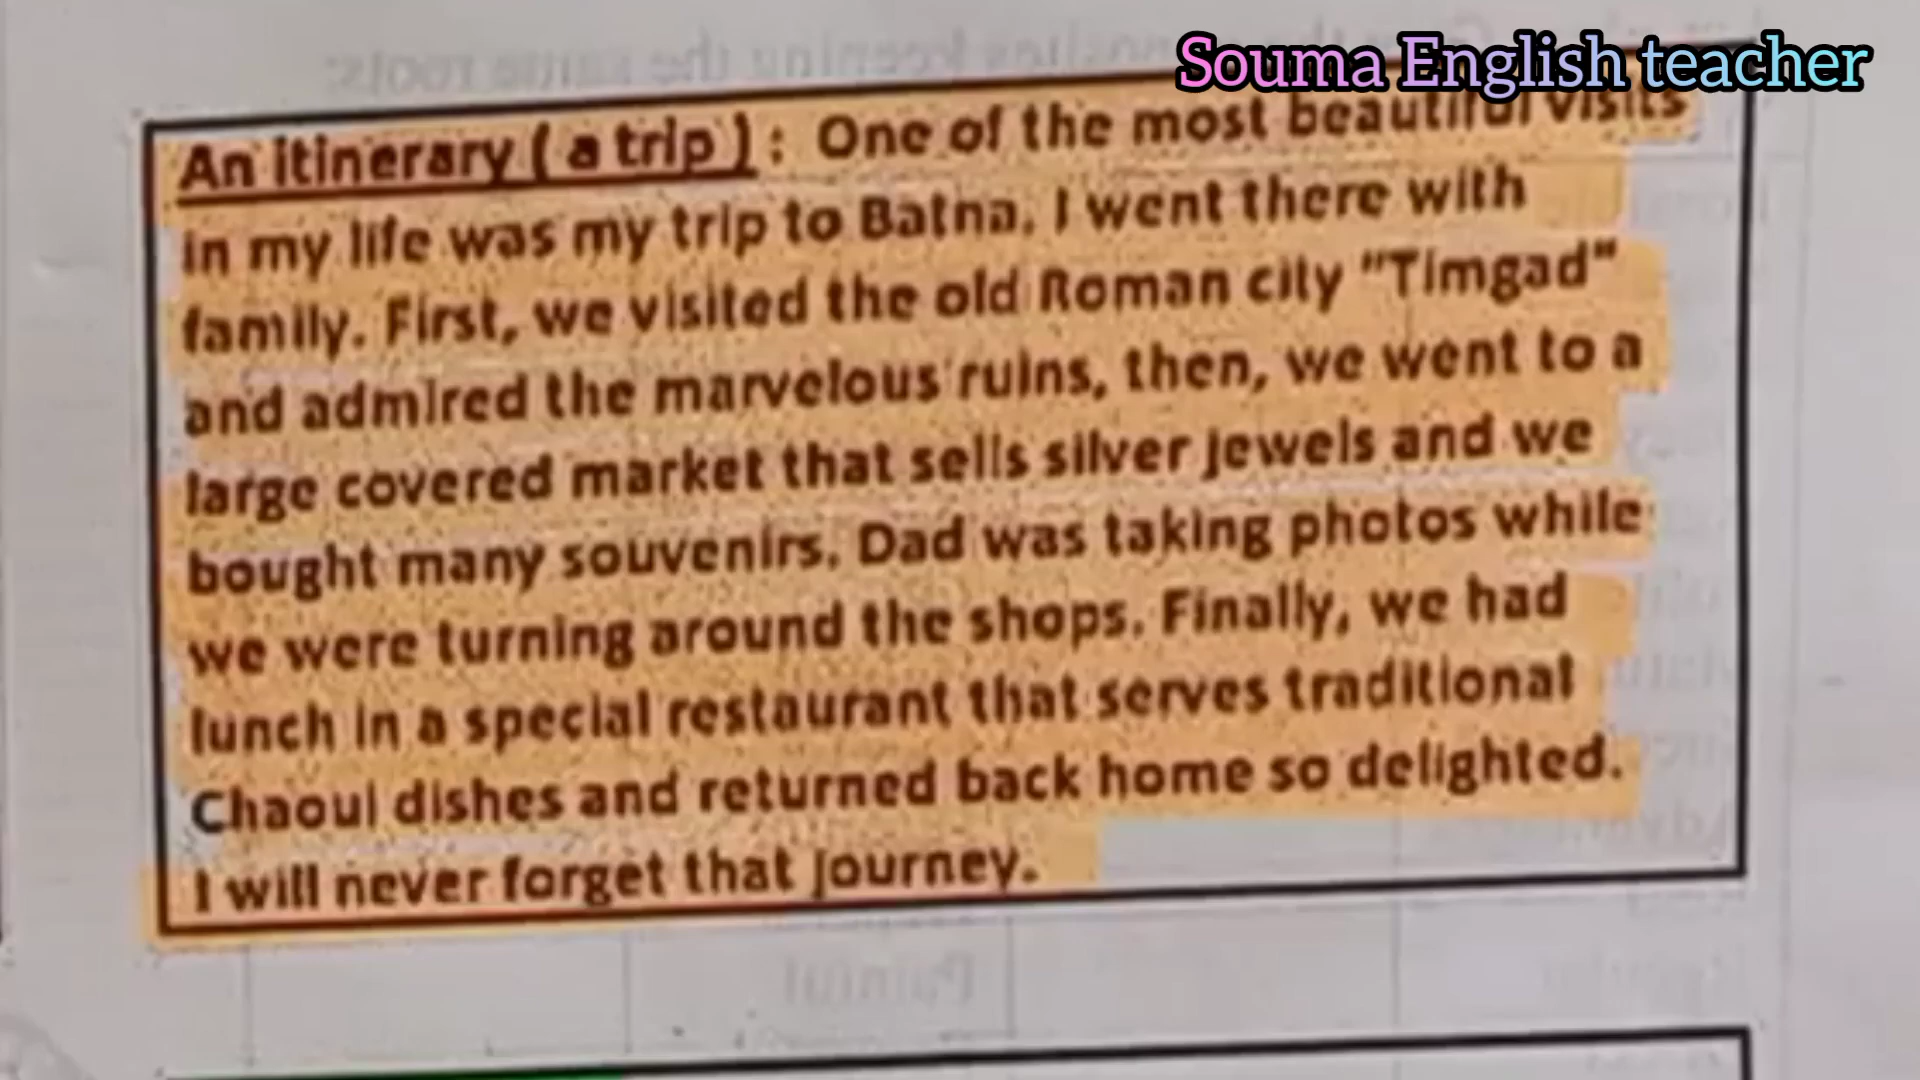 Souma English teacher
An itinerary ( a trip ) : One of the most beautiful visits
in my life was my trip to Batna. I went there with
family. First, we visited the old Roman city "Timgad"
and admired the marvelous ruins, then, we went to a
large covered market that sells silver jewels and we
bought many souvenirs. Dad was taking photos while
we were turning around the shops. Finally, we had
lunch in a special restaurant that serves traditional
Chaoui dishes and returned back home so delighted.
I will never forget that journey.